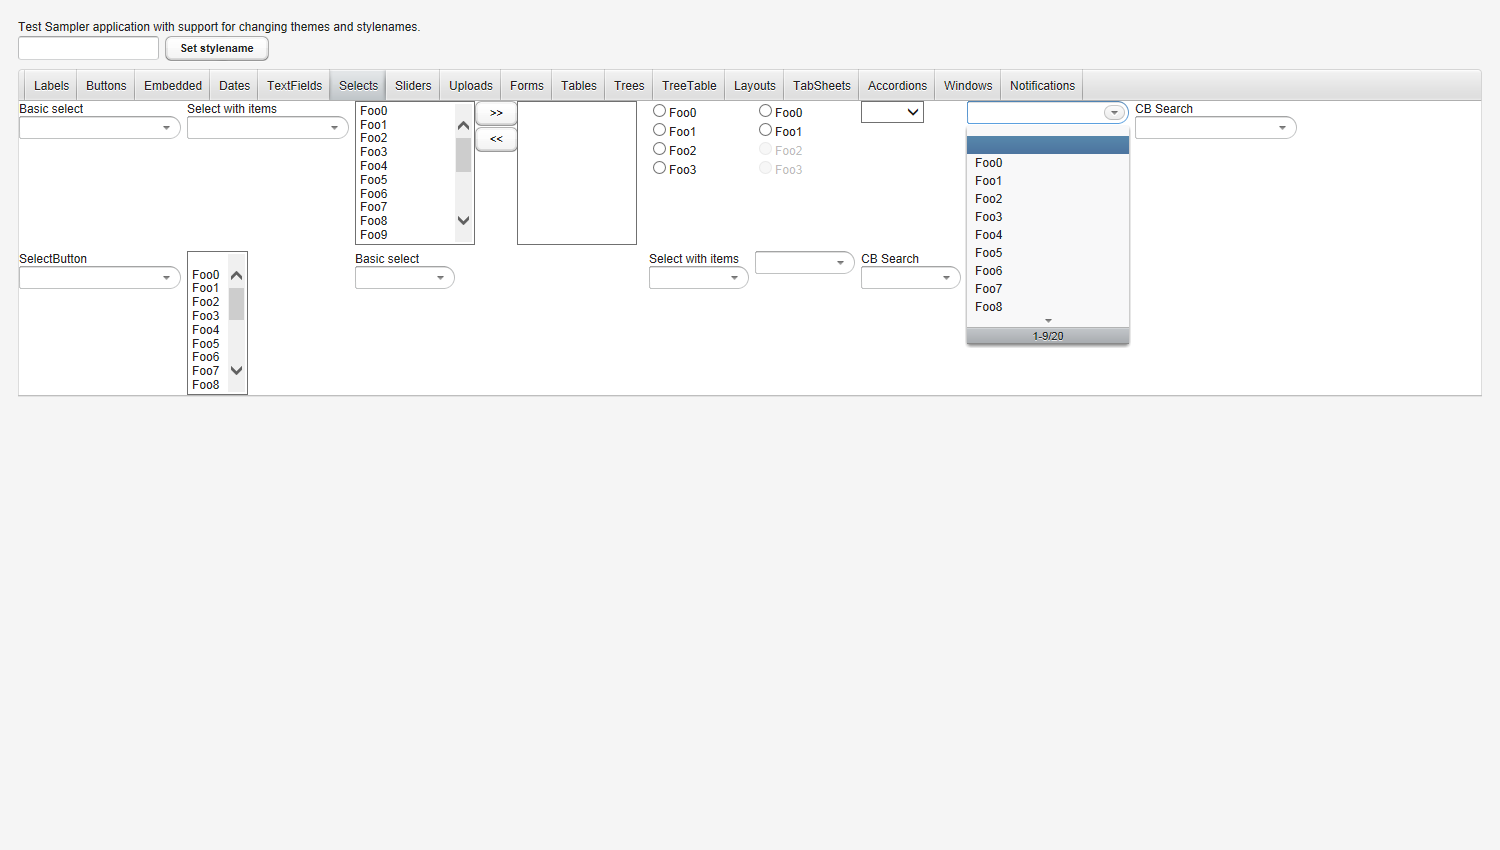 Test Sampler application with support for changing themes and stylenames.
Set stylename
Labels Buttons Embedded Dates TextFields Selects Sliders Uploads Forms Tables Trees TreeTable Layouts TabSheets Accordions Windows Notifications
Basic select
Select with items
Foo0
Foo1
Foo2
Foo3
Foo4
Foo5
Foo6
Foo7
Foo8
Foo9
>>
<<
Foo0
Foo1
Foo2
Foo3
Foo0
Foo1
Foo2
Foo3
Foo0
Foo1
Foo2
Foo3
Foo4
Foo5
Foo6
Foo7
Foo8
1-9/20
CB Search
SelectButton
Foo0
Foo1
Foo2
Foo3
Foo4
Foo5
Foo6
Foo7
Foo8
Basic select
Select with items
CB Search